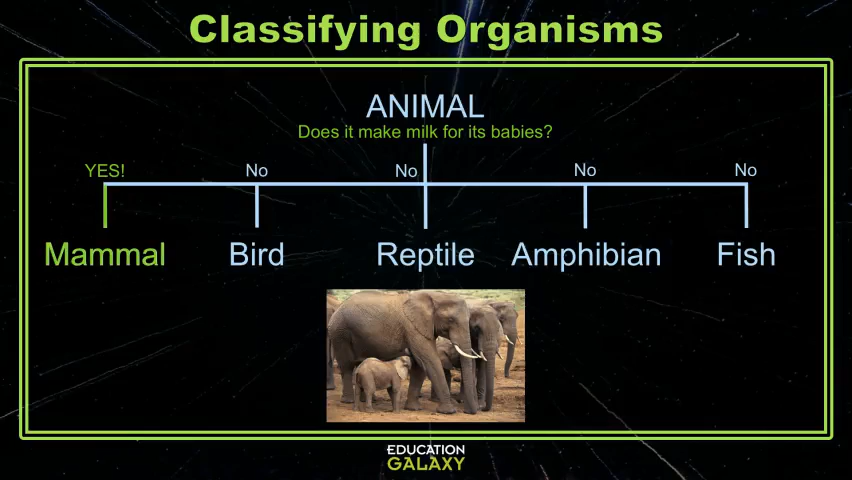 Classifying Organisms
ANIMAL
Does it make milk for its babies?
YES! No No No No
Mammal Bird Reptile Amphibian Fish
EDUCATION
GALAXY